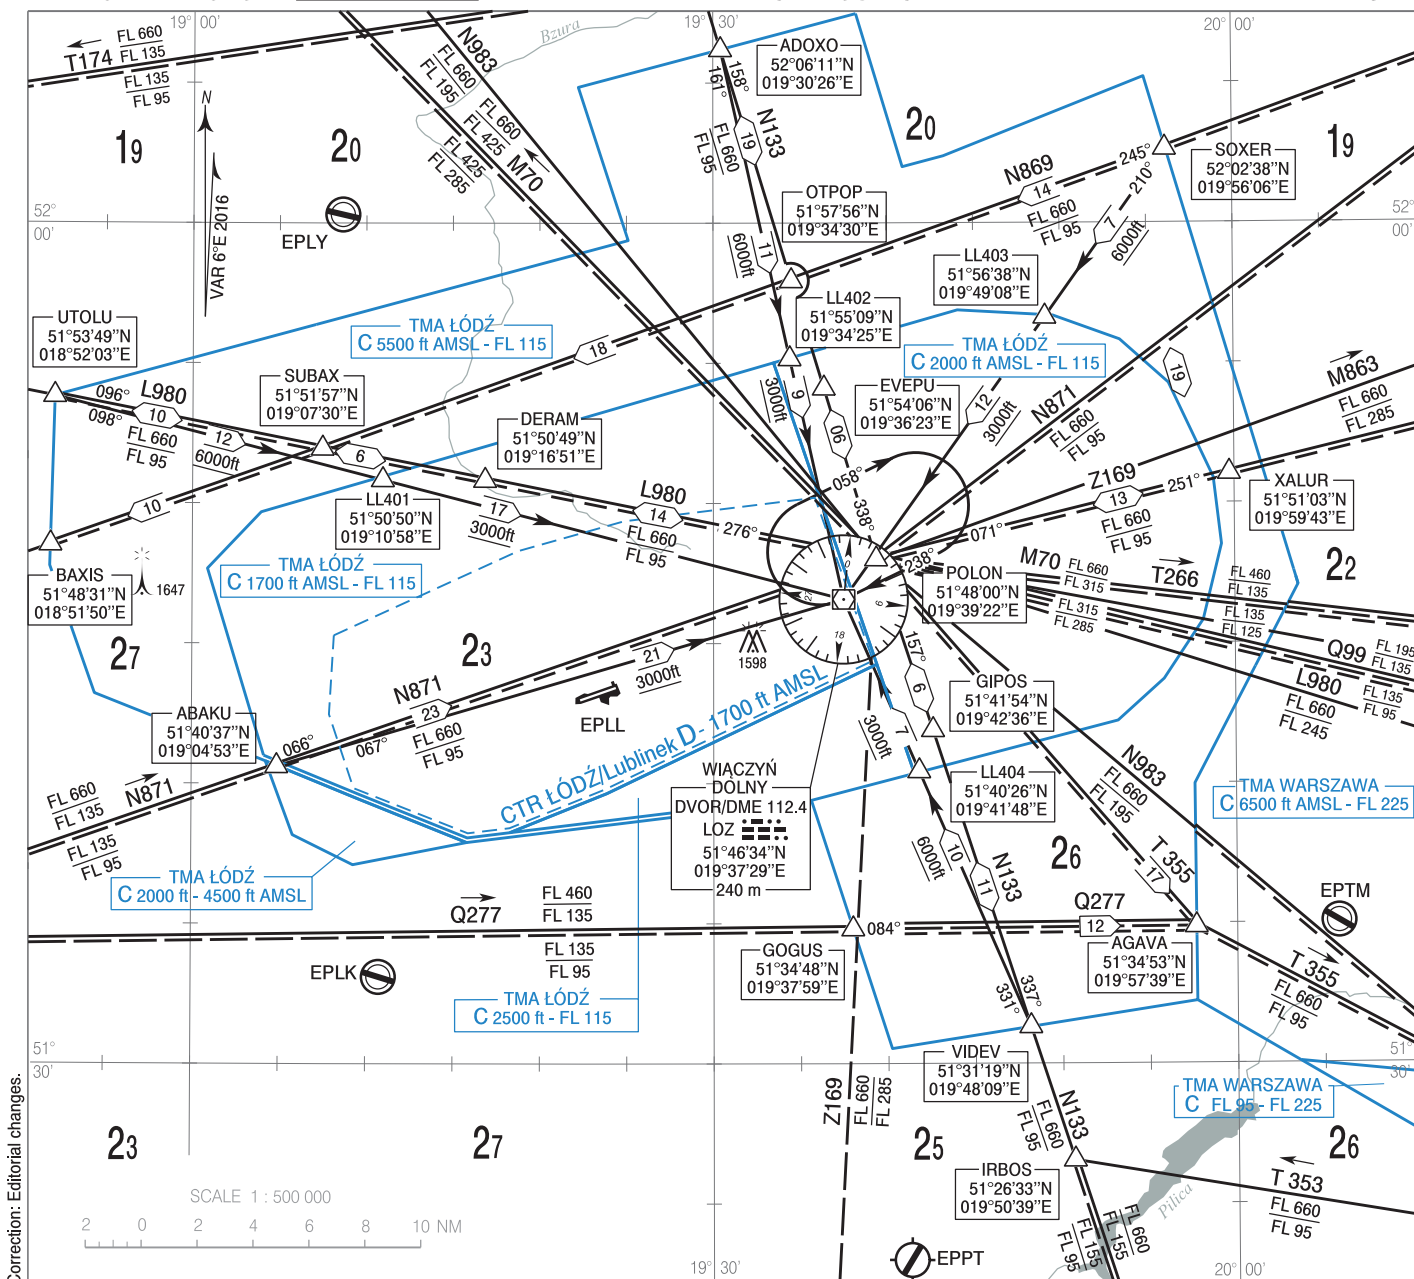 19° 00'
19° 30'
20° 00'
T174
FL 660
FL 135
FL 135
FL 95
N983
FL 660
FL 195
M70
FL 660
FL 425
FL 425
FL 285
Bzura
ADOXO
52°06'11"N
019°30'26"E
161°
158°
N133
FL 660
FL 95
19
19
20
20
19
N
VAR 6°E 2016
EPLY
52°
00'
52°
00'
OTPOP
51°57'56"N
019°34'30"E
N869
14
FL 660
FL 95
245°
SOXER
52°02'38"N
019°56'06"E
210°
7
6000ft
11
6000ft
LL403
51°56'38"N
019°49'08"E
LL402
51°55'09"N
019°34'25"E
UTOLU
51°53'49"N
018°52'03"E
TMA ŁÓDŹ
C 5500 ft AMSL - FL 115
18
TMA ŁÓDŹ
C 2000 ft AMSL - FL 115
19
M863
FL 660
FL 285
SUBAX
51°51'57"N
019°07'30"E
096°
L980
098°
10
FL 660
FL 95
12
6000ft
6
DERAM
51°50'49"N
019°16'51"E
3000ft
9
06
EVEPU
51°54'06"N
019°36'23"E
12
3000ft
N871
FL 660
FL 95
058°
338°
Z169
13
FL 660
FL 95
251°
071°
XALUR
51°51'03"N
019°59'43"E
10
LL401
51°50'50"N
019°10'58"E
17
3000ft
L980
14
FL 660
FL 95
276°
BAXIS
51°48'31"N
018°51'50"E
1647
TMA ŁÓDŹ
C 1700 ft AMSL - FL 115
238°
POLON
51°48'00"N
019°39'22"E
M70
FL 660
FL 315
FL 315
FL 285
T266
FL 460
FL 135
FL 135
FL 125
22
Q99
FL 195
FL 135
L980
FL 660
FL 245
FL 135
FL 95
0
6
18
27
27
23
1598
21
3000ft
157°
6
GIPOS
51°41'54"N
019°42'36"E
ABAKU
51°40'37"N
019°04'53"E
N871
23
FL 660
FL 95
066°
067°
EPLL
CTR ŁÓDŹ/Lublinek D - 1700 ft AMSL
3000ft
7
LL404
51°40'26"N
019°41'48"E
N983
FL 660
FL 195
TMA WARSZAWA
C 6500 ft AMSL - FL 225
FL 660
FL 135
N871
FL 135
FL 95
WIĄCZYŃ
DOLNY
DVOR/DME 112.4
LOZ
51°46'34"N
019°37'29"E
240 m
6000ft
10
11
N133
26
T 355
17
EPTM
TMA ŁÓDŹ
C 2000 ft - 4500 ft AMSL
Q277
FL 460
FL 135
FL 135
FL 95
084°
Q277
12
GOGUS
51°34'48"N
019°37'59"E
AGAVA
51°34'53"N
019°57'39"E
T 355
FL 660
FL 95
EPLK
TMA ŁÓDŹ
C 2500 ft - FL 115
331°
337°
VIDEV
51°31'19"N
019°48'09"E
51°
30'
51°
30'
Z169
FL 660
FL 285
N133
FL 660
FL 95
TMA WARSZAWA
C FL 95 - FL 225
23
27
25
26
IRBOS
51°26'33"N
019°50'39"E
T 353
FL 660
FL 95
Pilica
FL 660
FL 155
FL 155
FL 95
EPPT
SCALE 1 : 500 000
2 0 2 4 6 8 10 NM
19° 30'
20° 00'
Correction: Editorial changes.